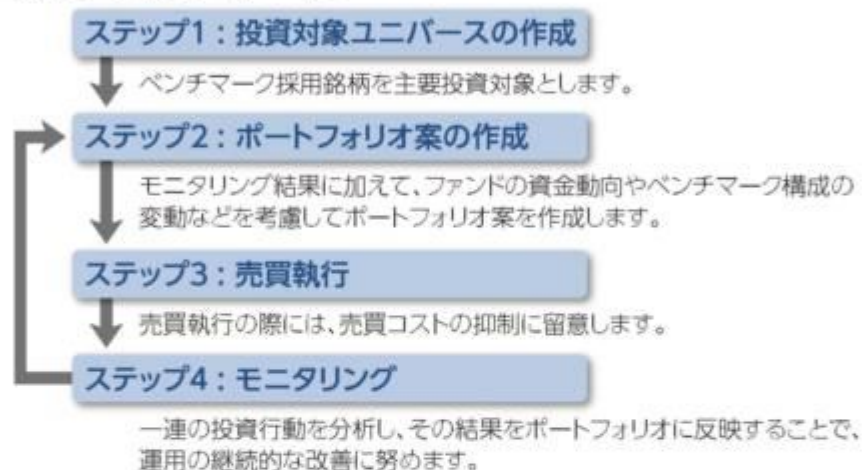 ステップ1：投資対象ユニバースの作成
ベンチマーク採用銘柄を主要投資対象とします。
ステップ2：ポートフォリオ案の作成
モニタリング結果に加えて、ファンドの資金動向やベンチマーク構成の
変動などを考慮してポートフォリオ案を作成します。
ステップ3：売買執行
売買執行の際には、売買コストの抑制に留意します。
ステップ4：モニタリング
一連の投資行動を分析し、その結果をポートフォリオに反映することで、
運用の継続的な改善に努めます。